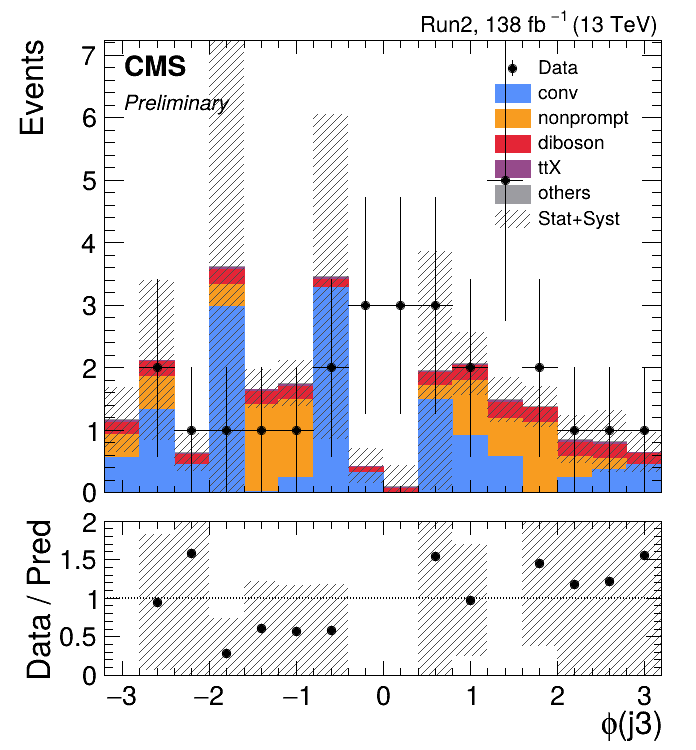 Run2, 138 fb⁻¹ (13 TeV)
CMS
Preliminary
Events
7
6
5
4
3
2
1
0
Data
conv
nonprompt
diboson
ttX
others
Stat+Syst
Data / Pred
2
1.5
1
0.5
0
−3 −2 −1 0 1 2 3
ϕ(j3)